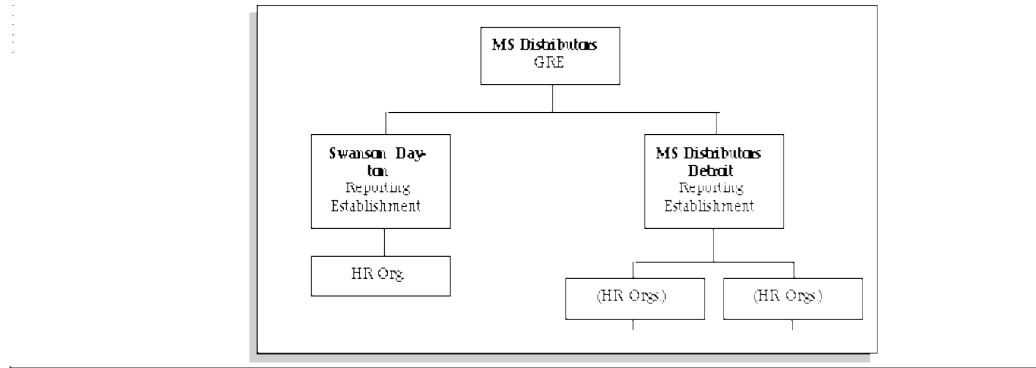 MS Distributors
GRE
Swanson Day-
ton
Reporting
Establishment
MS Distributors
Detroit
Reporting
Establishment
HR Org.
(HR Orgs.)
(HR Orgs.)